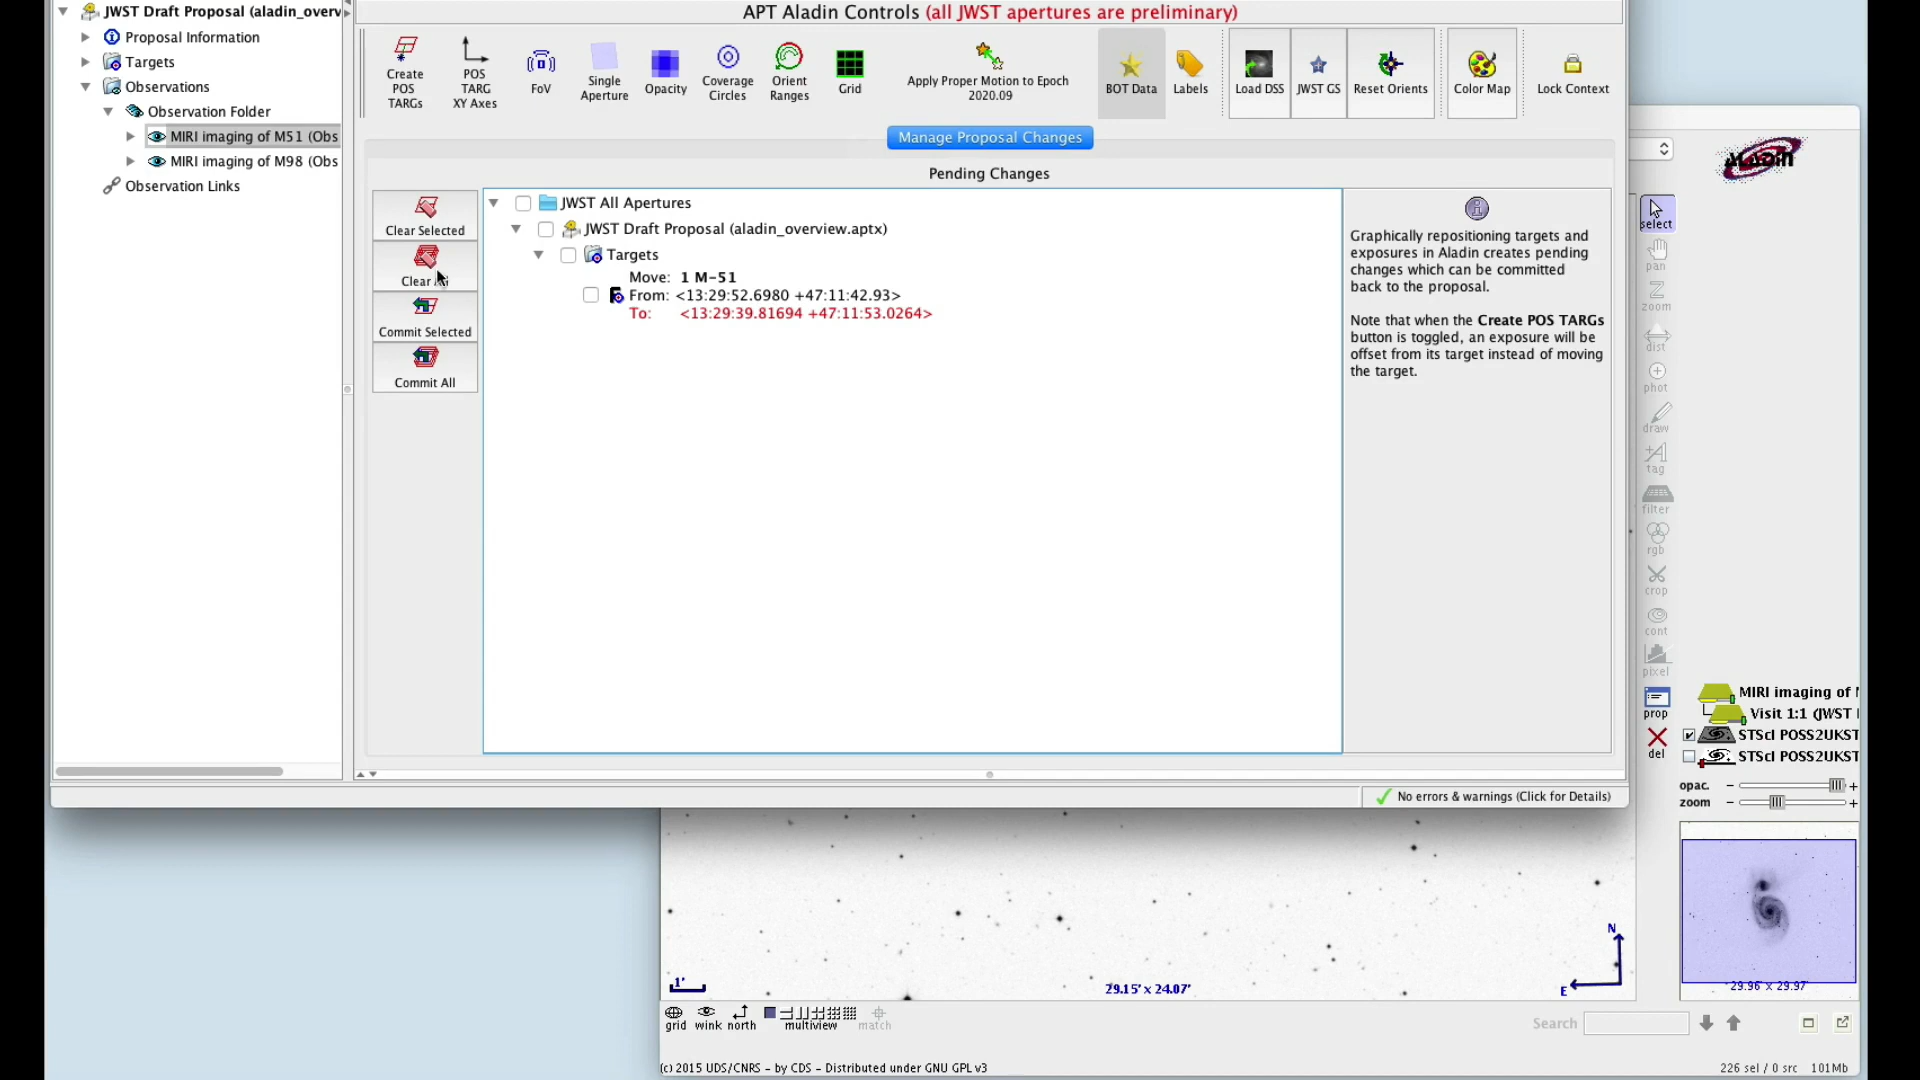 JWST Draft Proposal (aladin_overv
Proposal Information
Targets
Observations
Observation Folder
MIRI imaging of M51 (Obs
MIRI imaging of M98 (Obs
Observation Links
APT Aladin Controls (all JWST apertures are preliminary)
Create
POS
TARGs
POS
TARG
XY Axes
FoV
Single
Aperture
Opacity
Coverage
Circles
Orient
Ranges
Grid
Apply Proper Motion to Epoch
2020.09
BOT Data
Labels
Load DSS
JWST GS
Reset Orients
Color Map
Lock Context
Manage Proposal Changes
Pending Changes
Clear Selected
Clear
Commit Selected
Commit All
JWST All Apertures
JWST Draft Proposal (aladin_overview.aptx)
Targets
Move: 1 M-51
From: <13:29:52.6980 +47:11:42.93>
To: <13:29:39.81694 +47:11:53.0264>
Graphically repositioning targets and
exposures in Aladin creates pending
changes which can be committed
back to the proposal.
Note that when the Create POS TARGs
button is toggled, an exposure will be
offset from its target instead of moving
the target.
No errors & warnings (Click for Details)
Aladin
select
pan
zoom
dist
phot
draw
tag
filter
rgb
crop
cont
pixel
prop
del
MIRI imaging of
Visit 1:1 (JWST
STScI POSS2UKST
STScI POSS2UKST
opac. - +
zoom - +
29.96' x 29.97'
N
E
1'
29.15' x 24.07'
grid wink north multiview match
Search
(c) 2015 UDS/CNRS - by CDS - Distributed under GNU GPL v3
226 sel / 0 src 101Mb